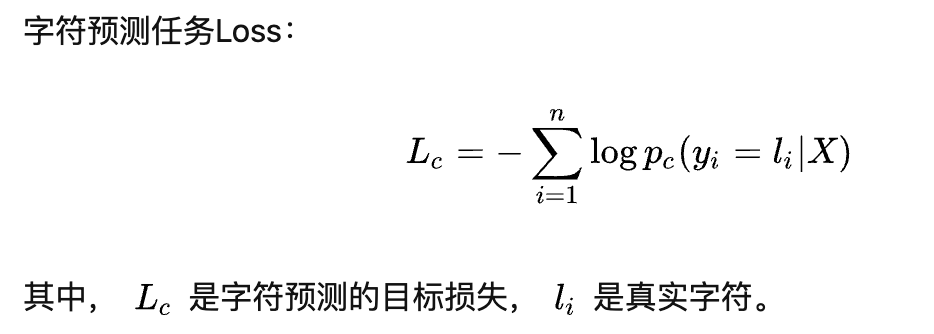 字符预测任务Loss：
$L_c = -\sum_{i=1}^{n} \log p_c(y_i = l_i | X)$
其中， $L_c$ 是字符预测的目标损失， $l_i$ 是真实字符。